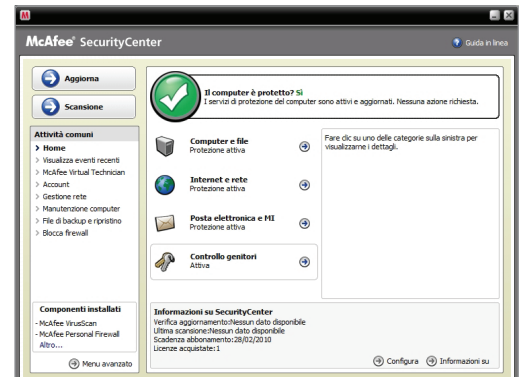 M
McAfee® SecurityCenter
Guida in linea
Aggiorna
Scansione
Attività comuni
Home
Visualizza eventi recenti
McAfee Virtual Technician
Account
Gestione rete
Manutenzione computer
File di backup e ripristino
Blocca firewall
Componenti installati
- McAfee VirusScan
- McAfee Personal Firewall
Altro...
Menu avanzato
Il computer è protetto? Sì
I servizi di protezione del computer sono attivi e aggiornati. Nessuna azione richiesta.
Computer e file
Protezione attiva
Internet e rete
Protezione attiva
Posta elettronica e MI
Protezione attiva
Controllo genitori
Attiva
Fare clic su uno delle categorie sulla sinistra per
visualizzarne i dettagli.
Informazioni su SecurityCenter
Verifica aggiornamento:Nessun dato disponibile
Ultima scansione:Nessun dato disponibile
Scadenza abbonamento:28/02/2010
Licenze acquistate:1
Configura
Informazioni su